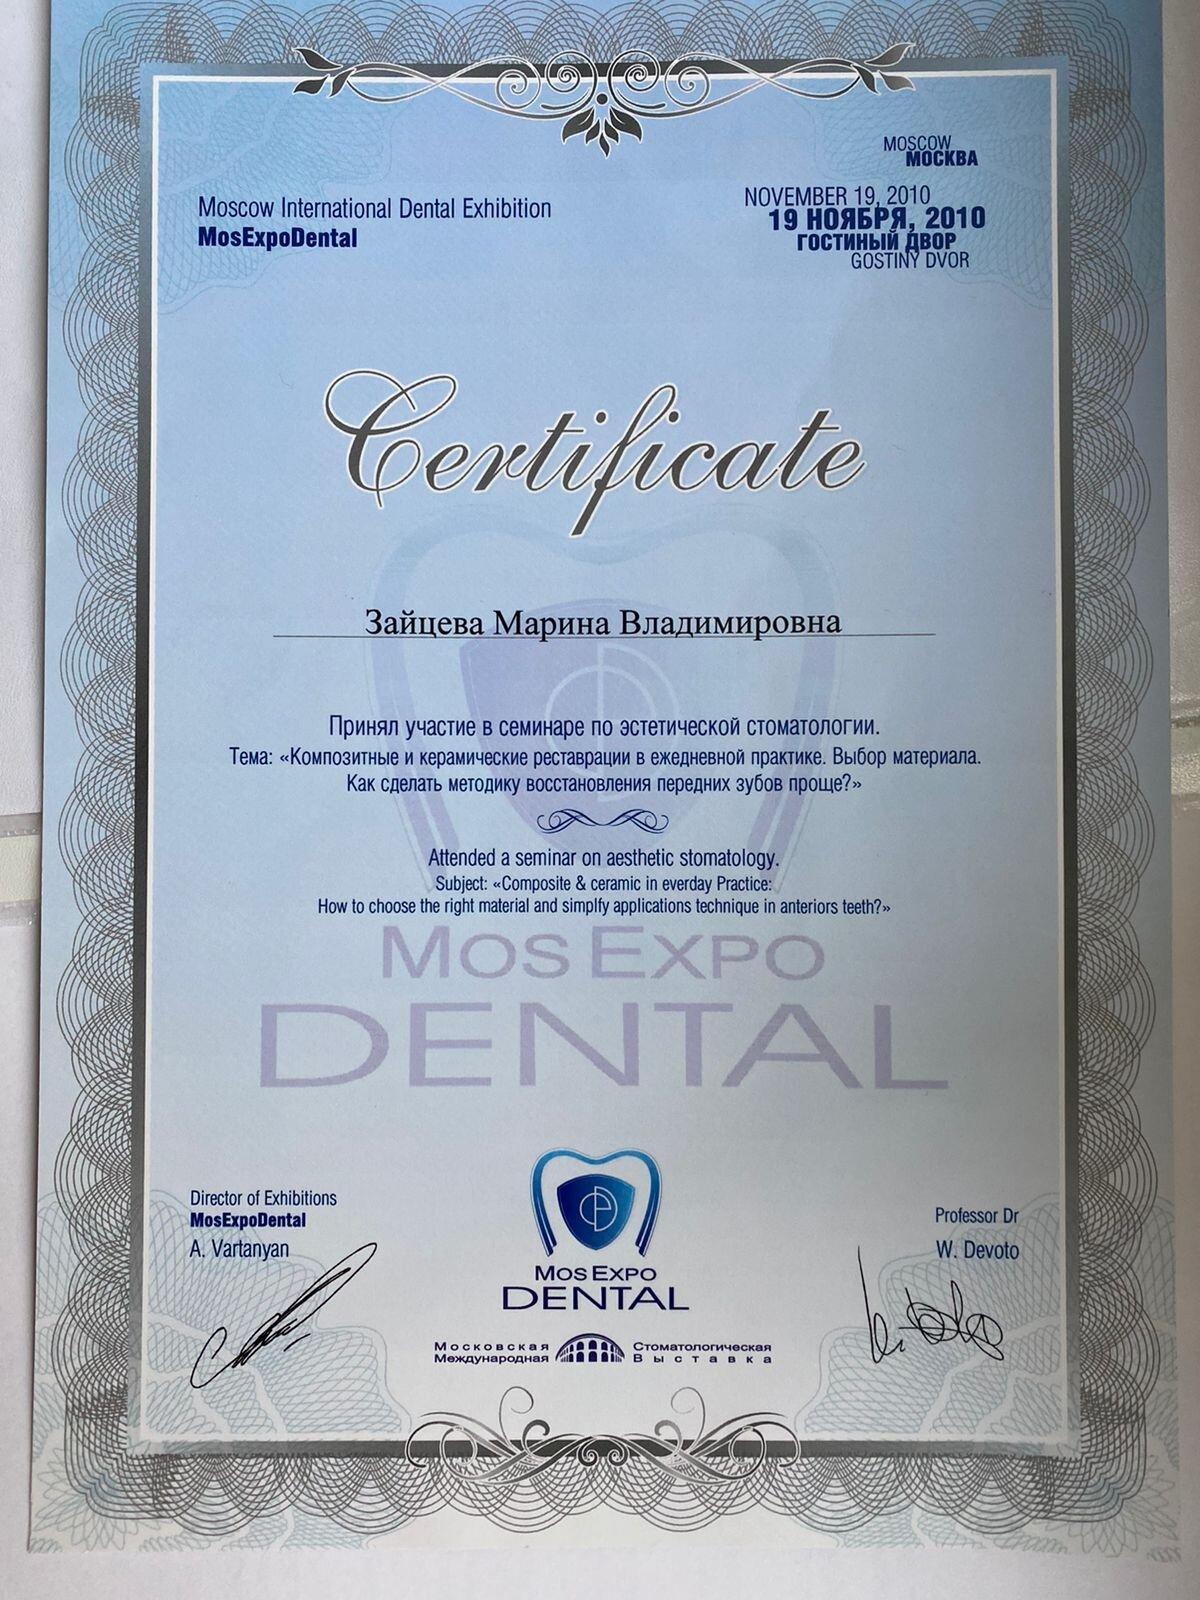 MOSCOW
МОСКВА
Moscow International Dental Exhibition
MosExpoDental
NOVEMBER 19, 2010
19 НОЯБРЯ, 2010
ГОСТИНЫЙ ДВОР
GOSTINY DVOR
Certificate
Зайцева Марина Владимировна
Принял участие в семинаре по эстетической стоматологии.
Тема: «Композитные и керамические реставрации в ежедневной практике. Выбор материала.
Как сделать методику восстановления передних зубов проще?»
Attended a seminar on aesthetic stomatology.
Subject: «Composite & ceramic in everday Practice:
How to choose the right material and simplfy applications technique in anteriors teeth?»
MOS EXPO
DENTAL
Director of Exhibitions
MosExpoDental
A. Vartanyan
Professor Dr
W. Devoto
MOS EXPO
DENTAL
Московская Стоматологическая
Международная Выставка